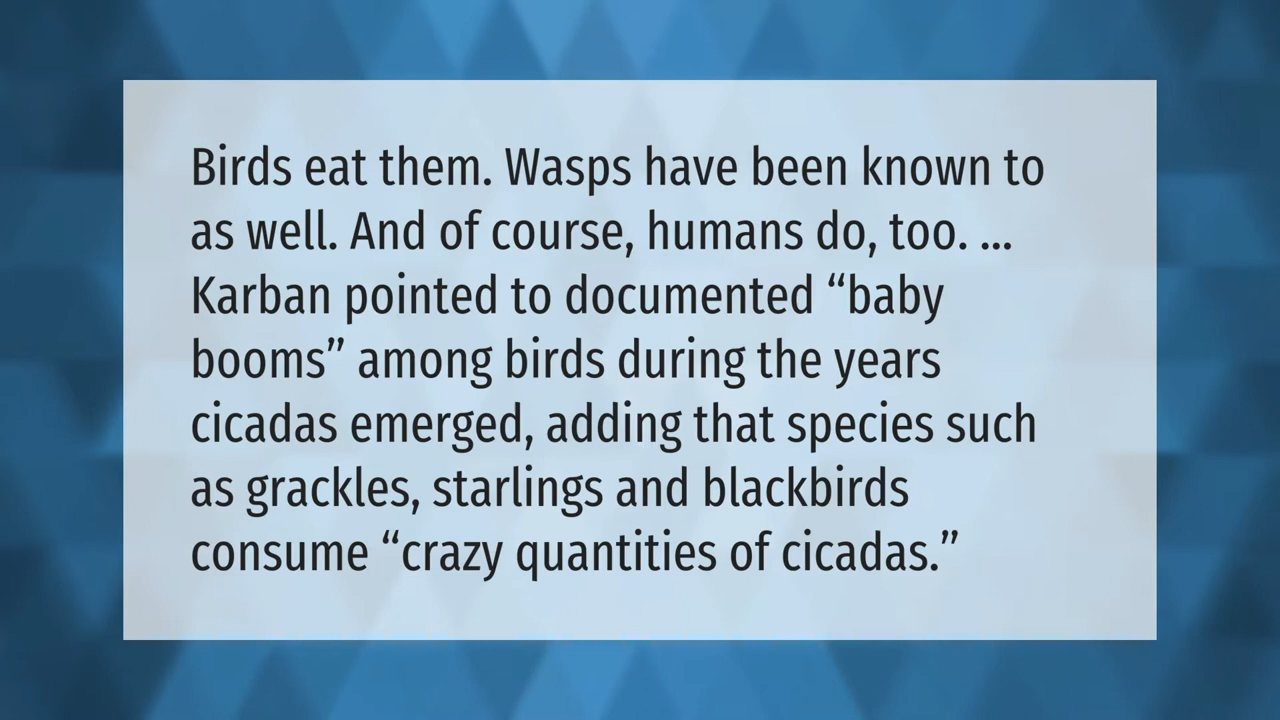 Birds eat them. Wasps have been known to
as well. And of course, humans do, too. ...
Karban pointed to documented “baby
booms” among birds during the years
cicadas emerged, adding that species such
as grackles, starlings and blackbirds
consume “crazy quantities of cicadas.”